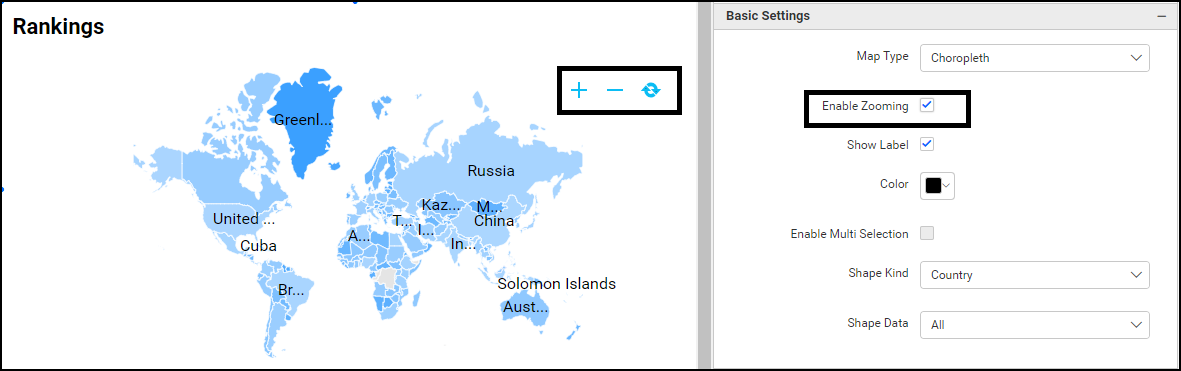 Rankings
Greenl...
Russia
Kaz...
M...
United ...
T...
China
A...
I...
In...
Cuba
Solomon Islands
Br...
Aust...
Basic Settings
Map Type Choropleth
Enable Zooming
Show Label
Color
Enable Multi Selection
Shape Kind Country
Shape Data All